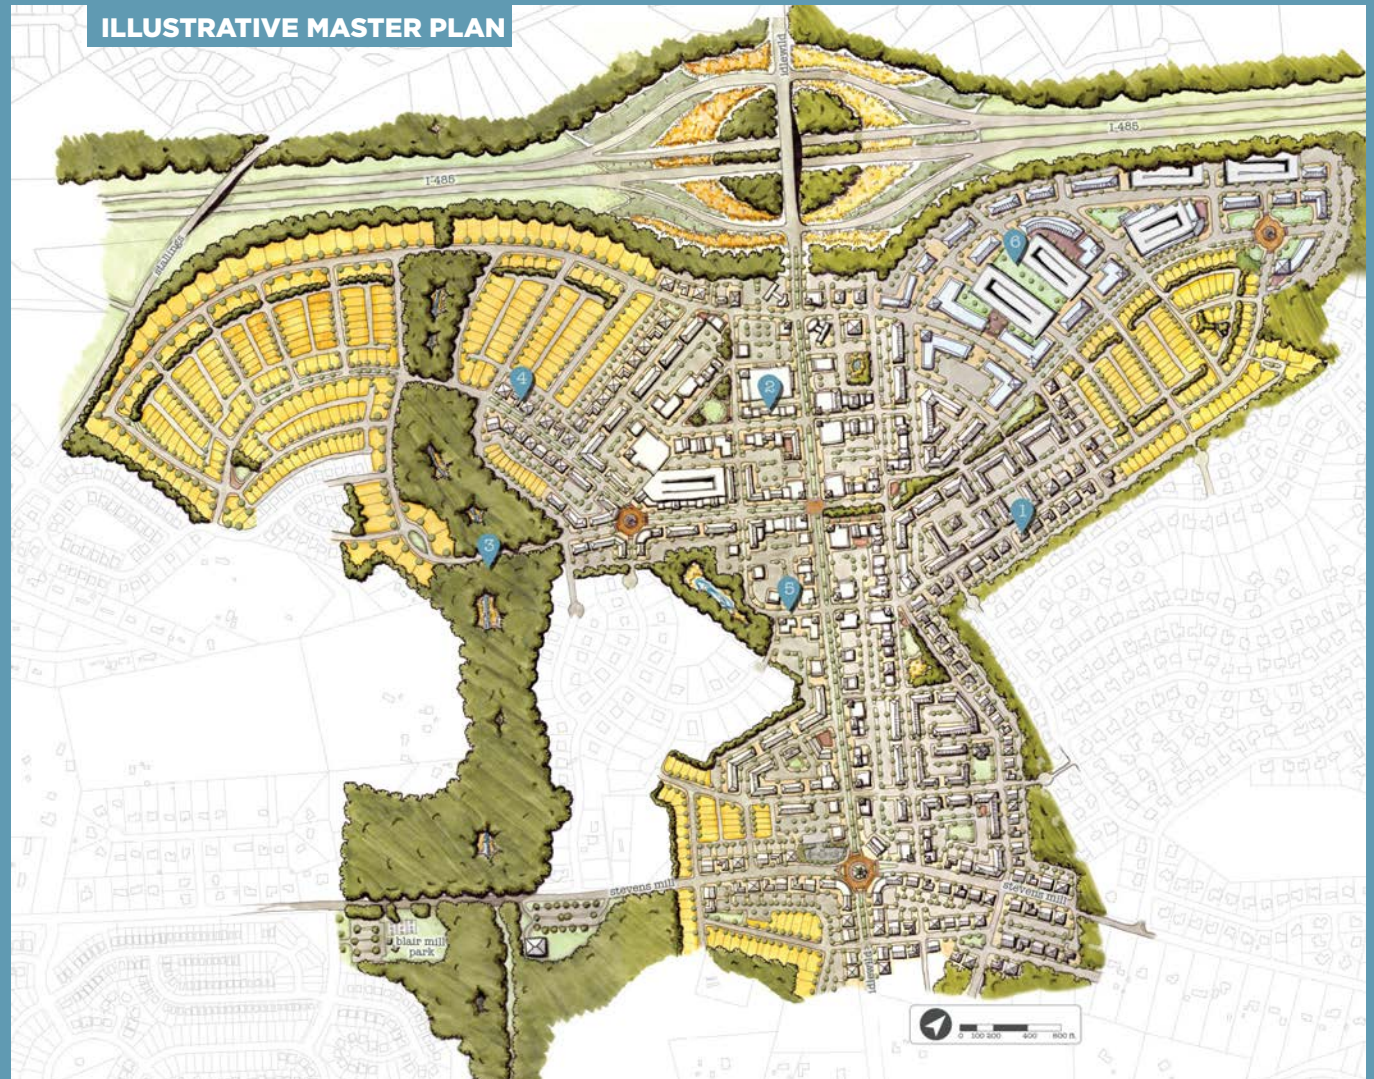 ILLUSTRATIVE MASTER PLAN
idlewild
I-485
I-485
stallings
6
4
2
1
3
5
stevens mill
stevens mill
blair mill
park
idlewild
0 100 200 400 800 ft.